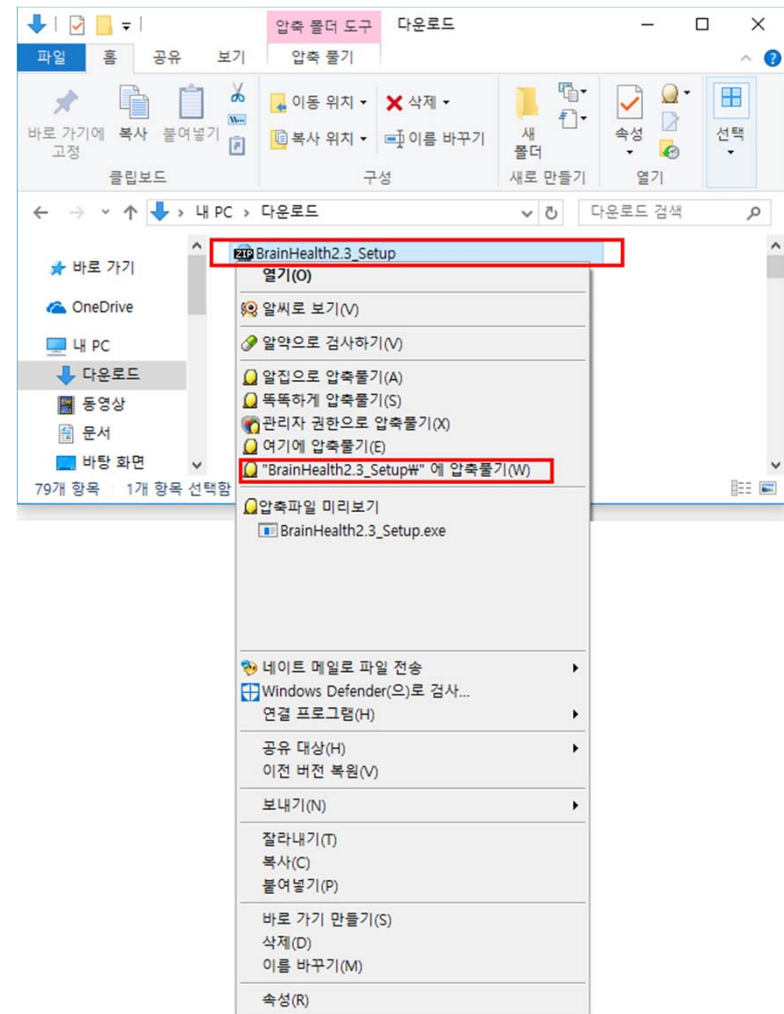 압축 폴더 도구 다운로드
파일 홈 공유 보기 압축 풀기
바로 가기에 고정
복사
붙여넣기
이동 위치
복사 위치
삭제
이름 바꾸기
새 폴더
속성
선택
클립보드 구성 새로 만들기 열기
내 PC > 다운로드
다운로드 검색
바로 가기
OneDrive
내 PC
다운로드
동영상
문서
바탕 화면
79개 항목 1개 항목 선택함
ZIP BrainHealth2.3_Setup
열기(O)
알씨로 보기(V)
알약으로 검사하기(V)
알집으로 압축풀기(A)
똑똑하게 압축풀기(S)
관리자 권한으로 압축풀기(X)
여기에 압축풀기(E)
"BrainHealth2.3_Setup₩" 에 압축풀기(W)
압축파일 미리보기
BrainHealth2.3_Setup.exe
네이트 메일로 파일 전송
Windows Defender(으)로 검사...
연결 프로그램(H)
공유 대상(H)
이전 버전 복원(V)
보내기(N)
잘라내기(T)
복사(C)
붙여넣기(P)
바로 가기 만들기(S)
삭제(D)
이름 바꾸기(M)
속성(R)